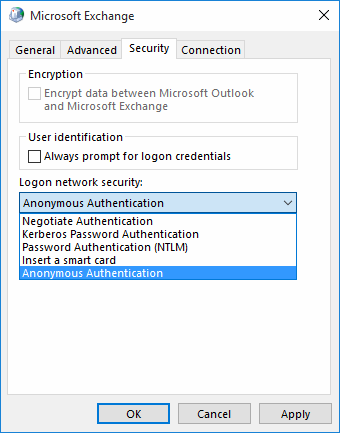 Microsoft Exchange
General Advanced Security Connection
Encryption
Encrypt data between Microsoft Outlook
and Microsoft Exchange
User identification
Always prompt for logon credentials
Logon network security:
Anonymous Authentication
Negotiate Authentication
Kerberos Password Authentication
Password Authentication (NTLM)
Insert a smart card
Anonymous Authentication
OK Cancel Apply